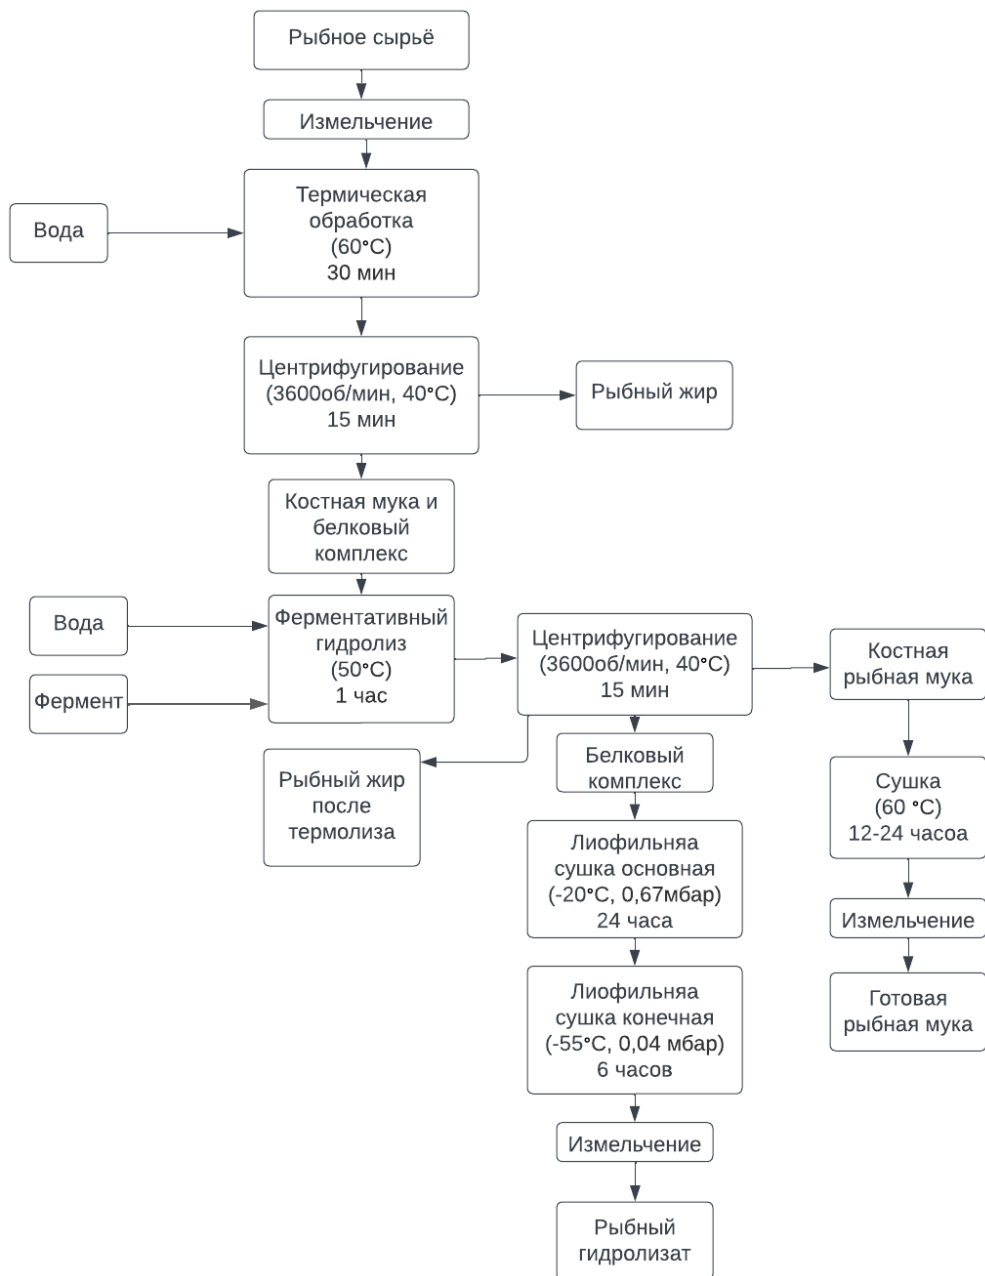 Рыбное сырьё
Измельчение
Термическая
обработка
(60°C)
30 мин
Вода
Центрифугирование
(3600об/мин, 40°C)
15 мин
Рыбный жир
Костная мука и
белковый
комплекс
Вода
Фермент
Ферментативный
гидролиз
(50°C)
1 час
Центрифугирование
(3600об/мин, 40°C)
15 мин
Костная
рыбная мука
Рыбный жир
после
термолиза
Белковый
комплекс
Сушка
(60 °C)
12-24 часоа
Лиофильняа
сушка основная
(-20°C, 0,67мбар)
24 часа
Измельчение
Лиофильняа
сушка конечная
(-55°C, 0,04 мбар)
6 часов
Готовая
рыбная мука
Измельчение
Рыбный
гидролизат